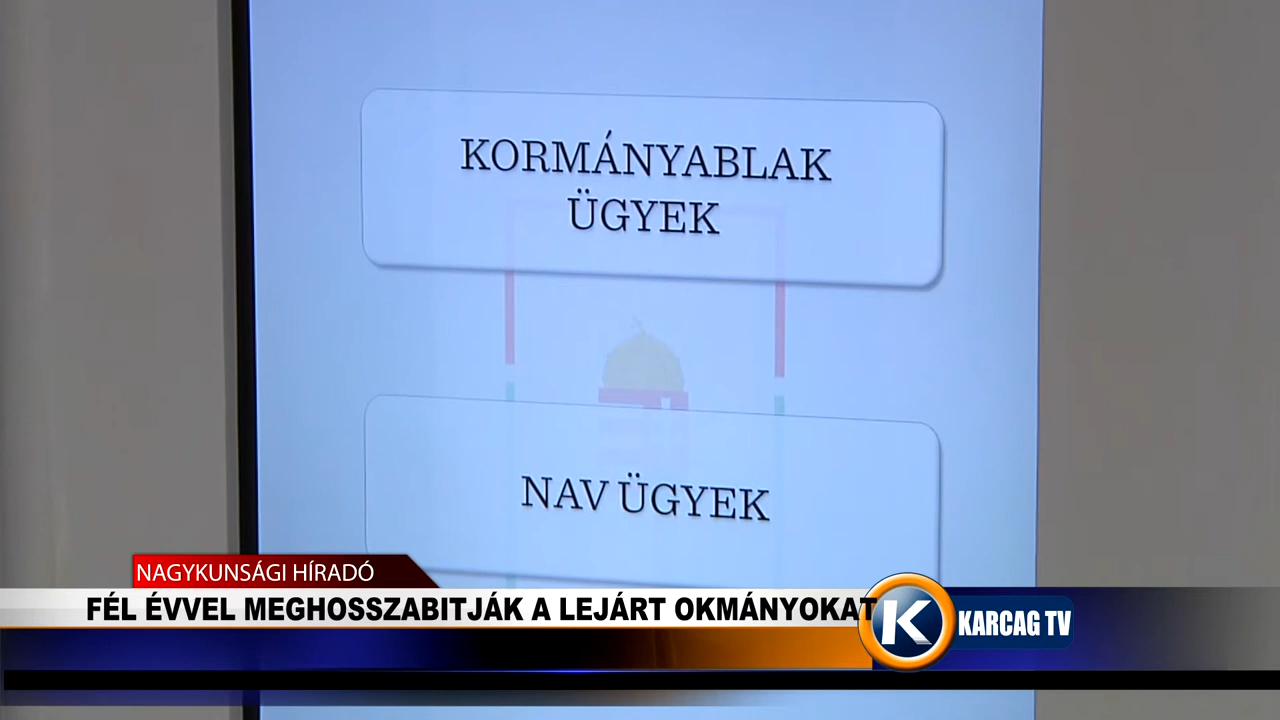 KORMÁNYABLAK
ÜGYEK
NAV ÜGYEK
NAGYKUNSÁGI HÍRADÓ
FÉL ÉVVEL MEGHOSSZABITJÁK A LEJÁRT OKMÁNYOKAT
K KARCAG TV